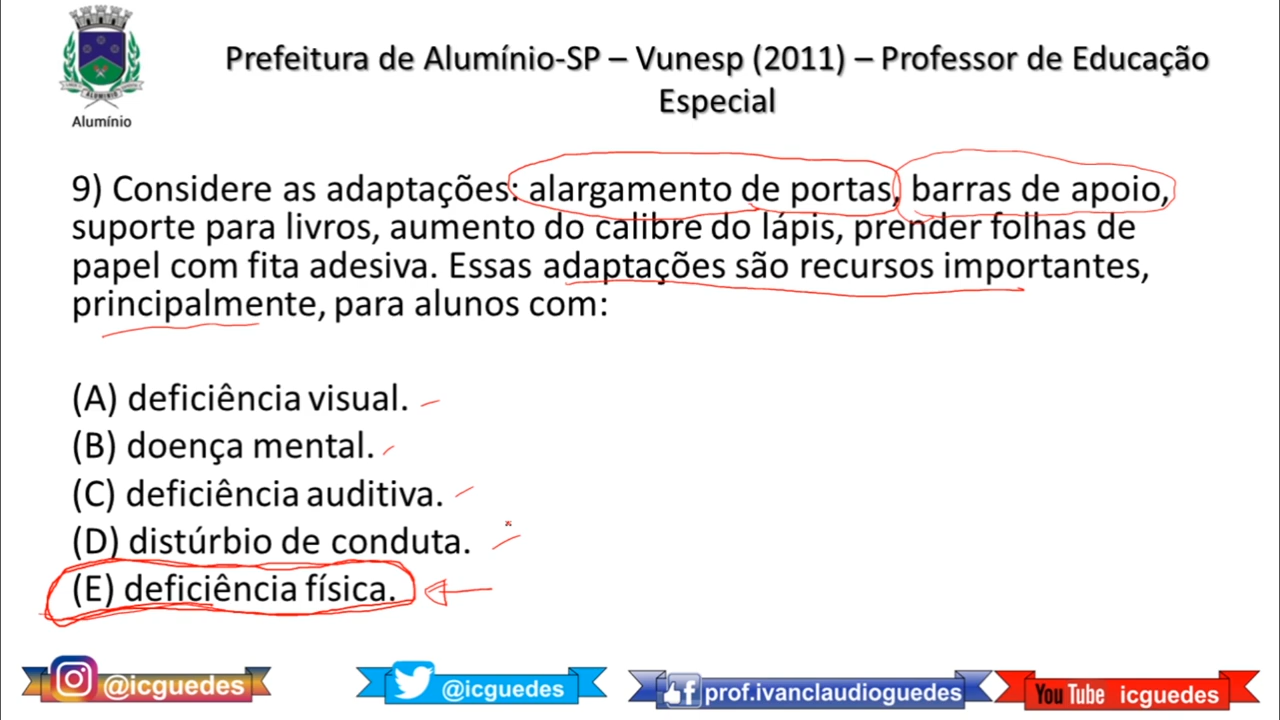 Prefeitura de Alumínio-SP – Vunesp (2011) – Professor de Educação
Especial
Alumínio
9) Considere as adaptações: alargamento de portas, barras de apoio,
suporte para livros, aumento do calibre do lápis, prender folhas de
papel com fita adesiva. Essas adaptações são recursos importantes,
principalmente, para alunos com:
(A) deficiência visual.
(B) doença mental.
(C) deficiência auditiva.
(D) distúrbio de conduta.
(E) deficiência física.
@icguedes
@icguedes
prof.ivanclaudioguedes
YouTube icguedes